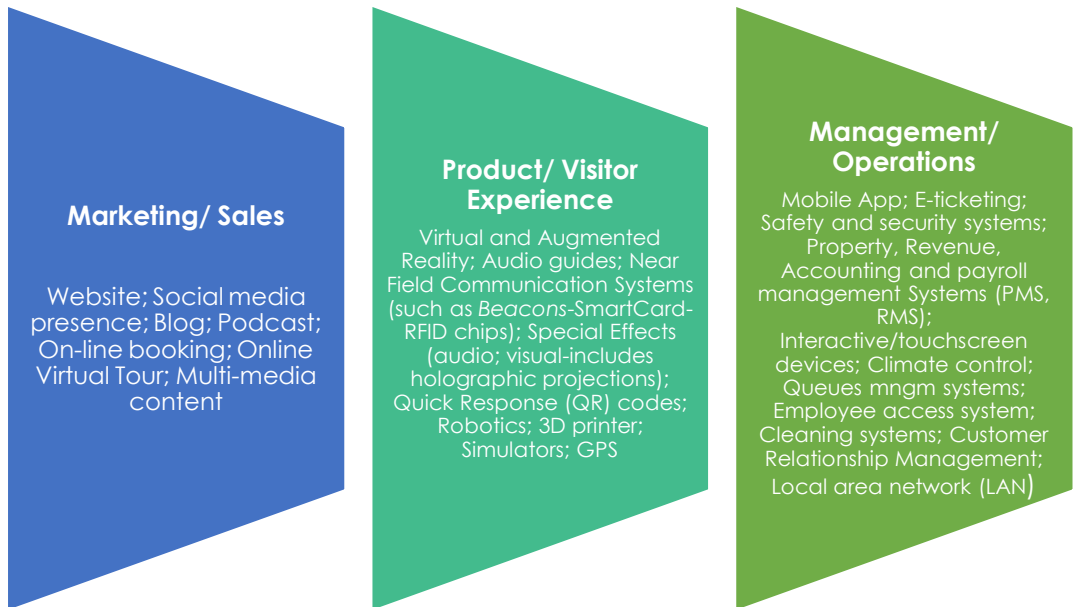 Marketing/ Sales
Website; Social media
presence; Blog; Podcast;
On-line booking; Online
Virtual Tour; Multi-media
content
Product/ Visitor
Experience
Virtual and Augmented
Reality; Audio guides; Near
Field Communication Systems
(such as Beacons-SmartCard-
RFID chips); Special Effects
(audio; visual-includes
holographic projections);
Quick Response (QR) codes;
Robotics; 3D printer;
Simulators; GPS
Management/
Operations
Mobile App; E-ticketing;
Safety and security systems;
Property, Revenue,
Accounting and payroll
management Systems (PMS,
RMS);
Interactive/touchscreen
devices; Climate control;
Queues mngm systems;
Employee access system;
Cleaning systems; Customer
Relationship Management;
Local area network (LAN)